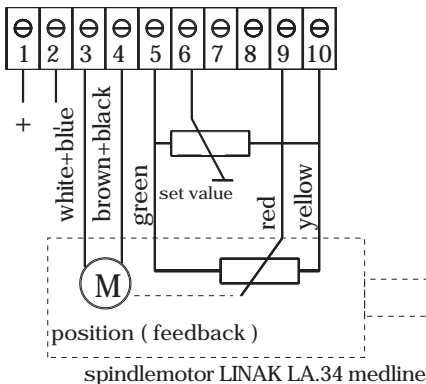 1 2 3 4 5 6 7 8 9 10
+
white+blue
brown+black
green
set value
red
yellow
M
position ( feedback )
spindlemotor LINAK LA.34 medline